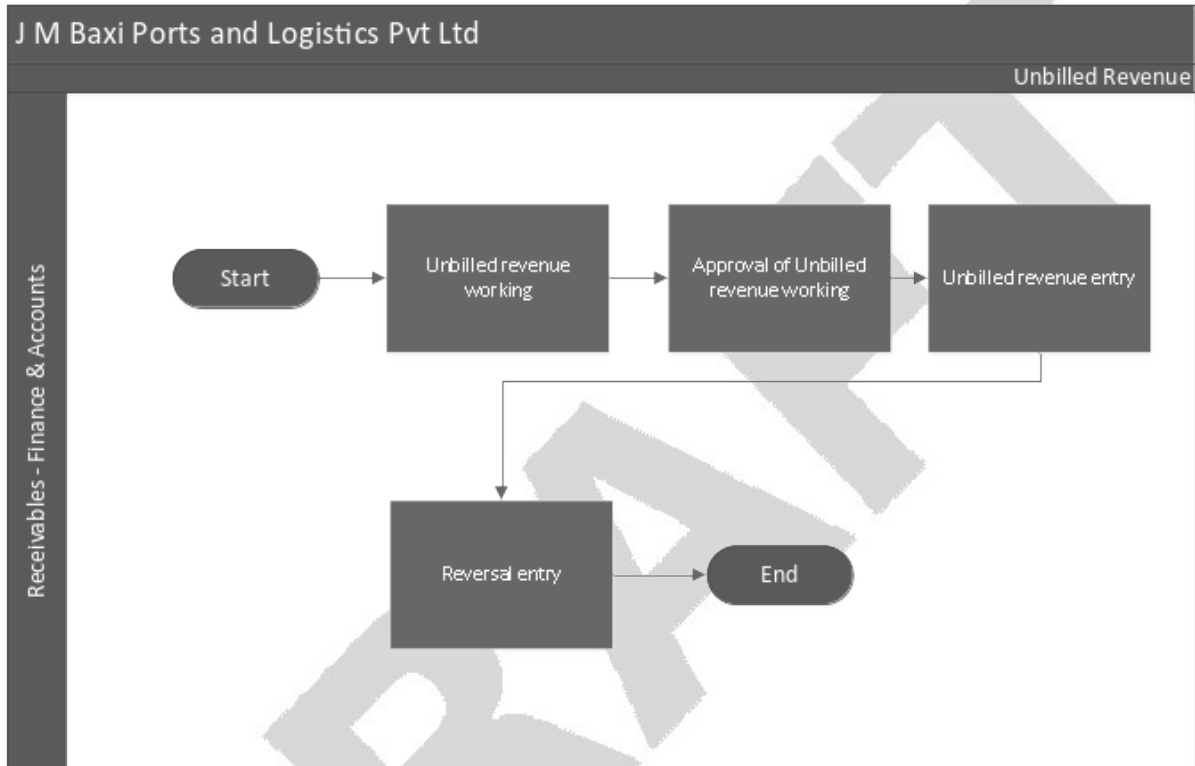 J M Baxi Ports and Logistics Pvt Ltd
Unbilled Revenue
Receivables - Finance & Accounts
Start
Unbilled revenue
working
Approval of Unbilled
revenue working
Unbilled revenue entry
Reversal entry
End